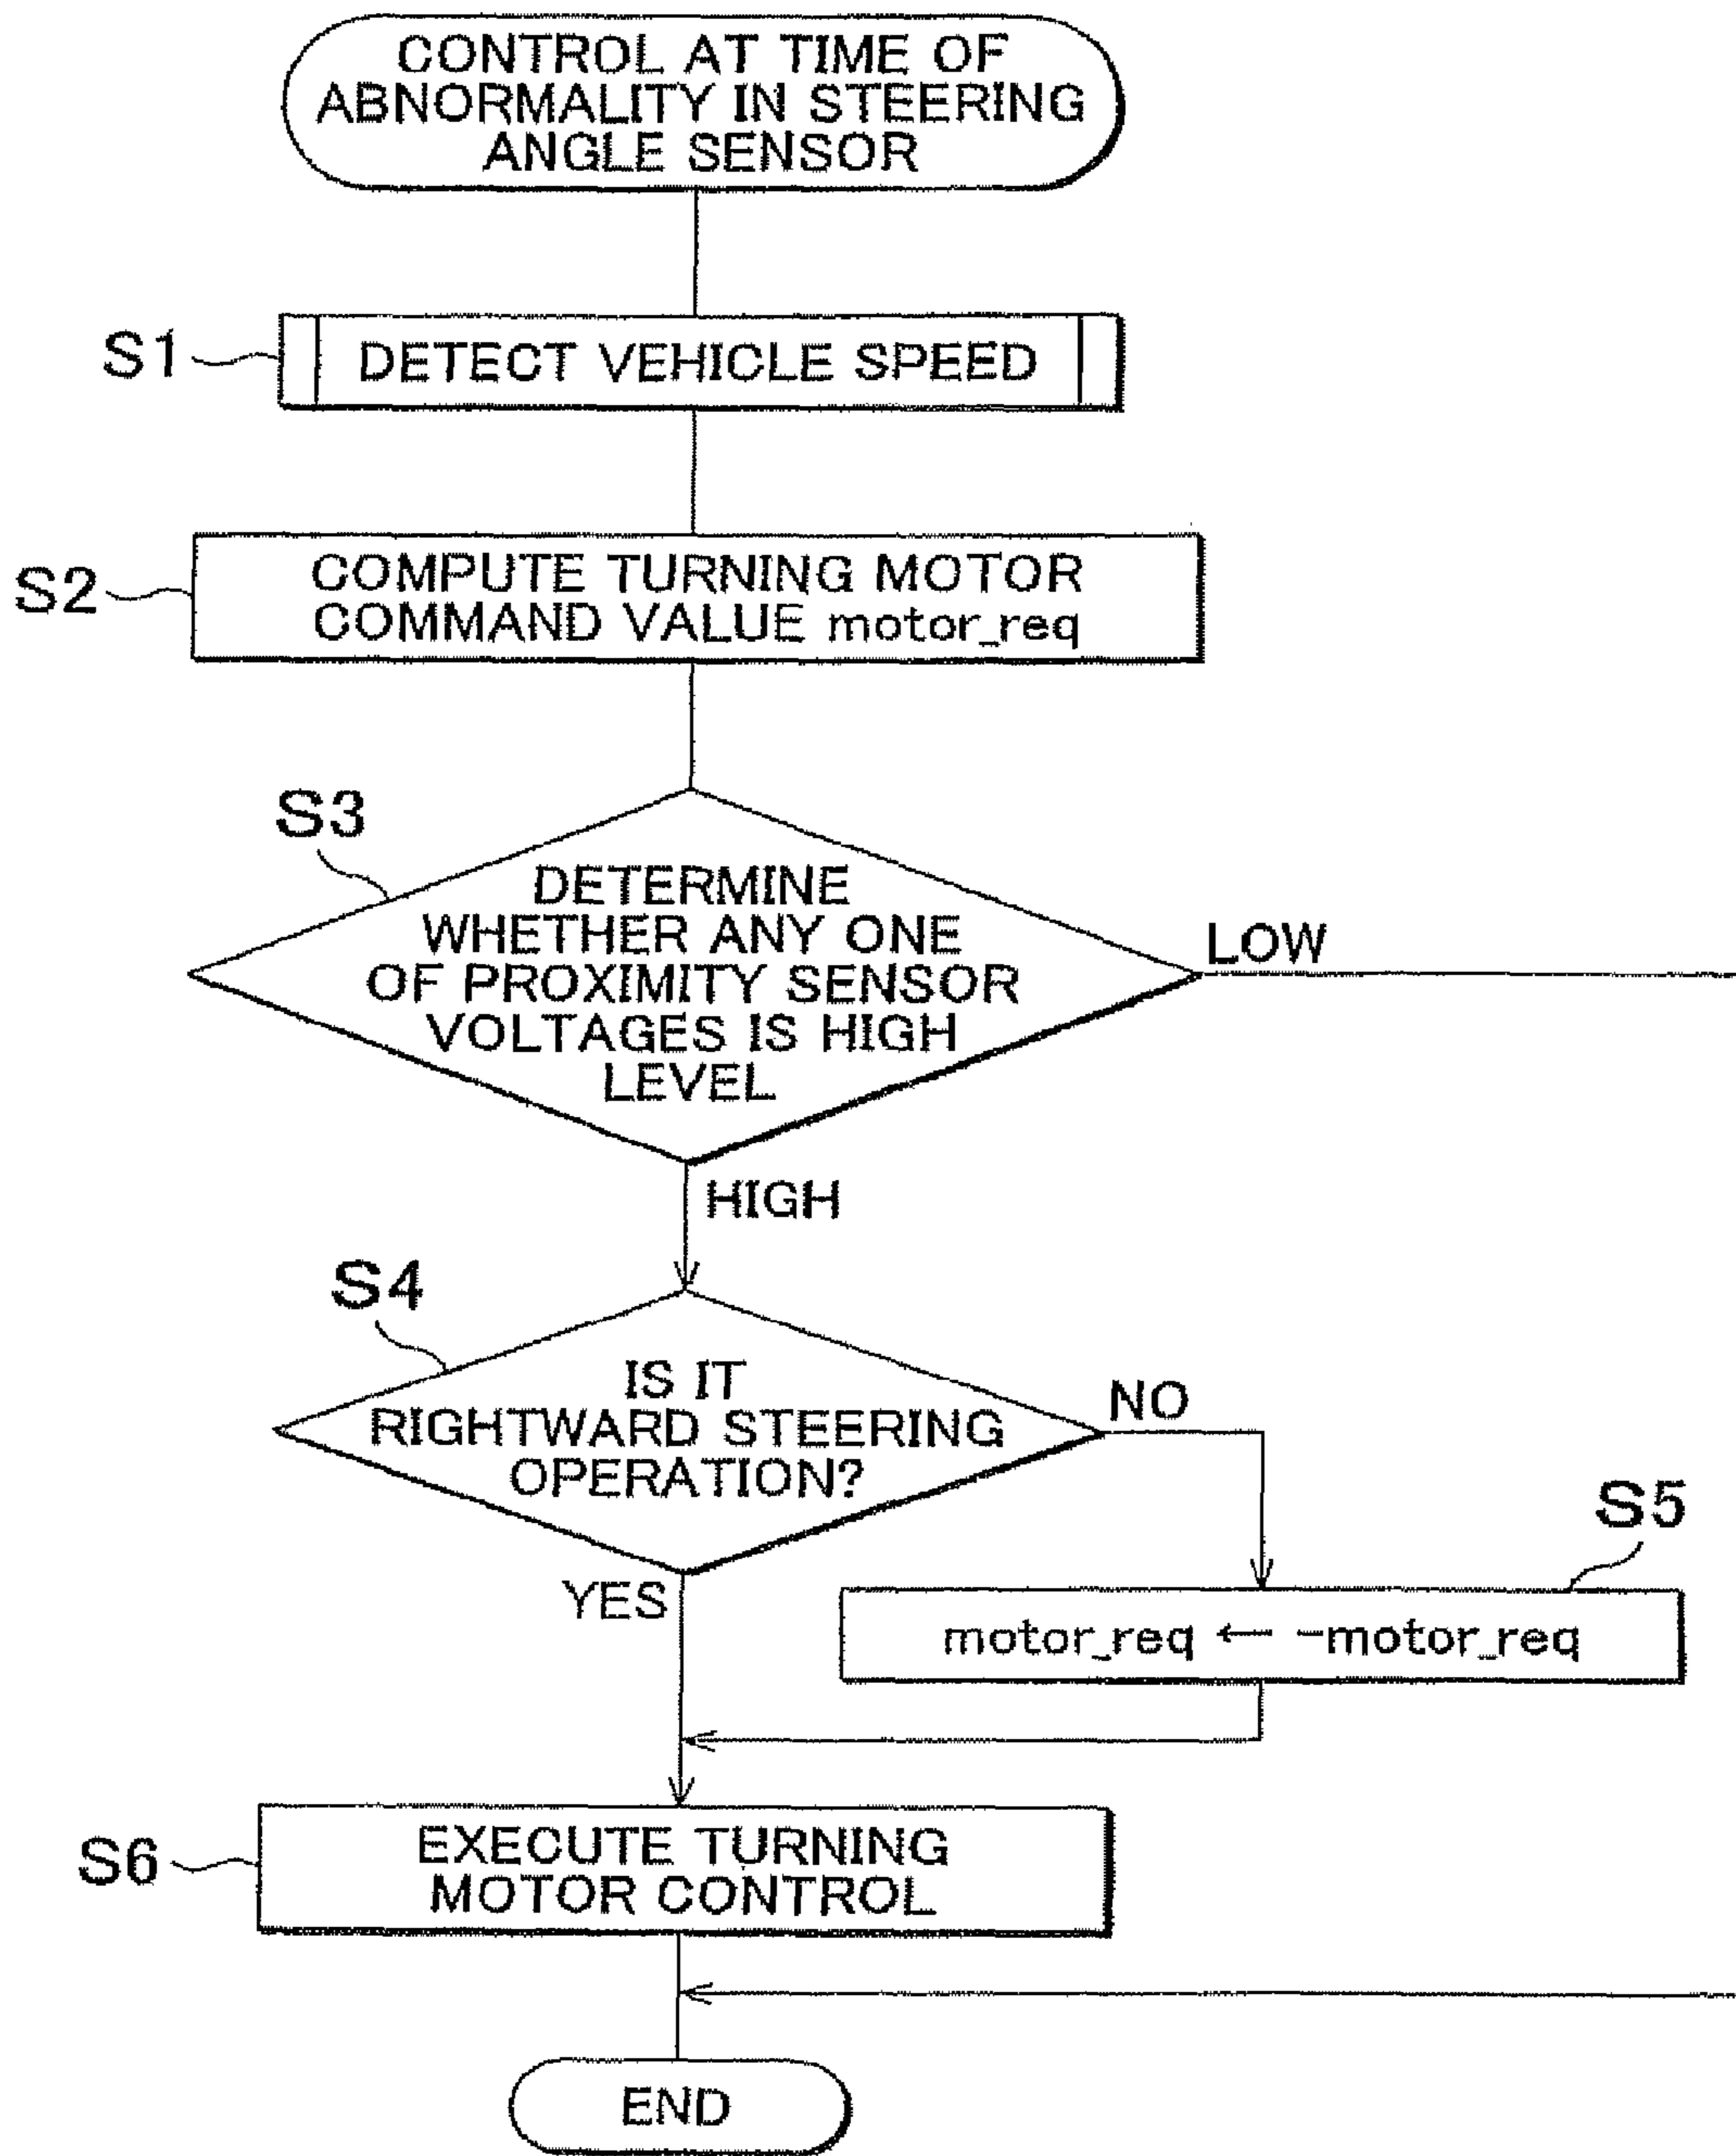 CONTROL AT TIME OF
ABNORMALITY IN STEERING
ANGLE SENSOR
S1
DETECT VEHICLE SPEED
S2
COMPUTE TURNING MOTOR
COMMAND VALUE motor_req
S3
DETERMINE
WHETHER ANY ONE
OF PROXIMITY SENSOR
VOLTAGES IS HIGH
LEVEL
LOW
HIGH
S4
IS IT
RIGHTWARD STEERING
OPERATION?
NO
YES
S5
motor_req ← -motor_req
S6
EXECUTE TURNING
MOTOR CONTROL
END